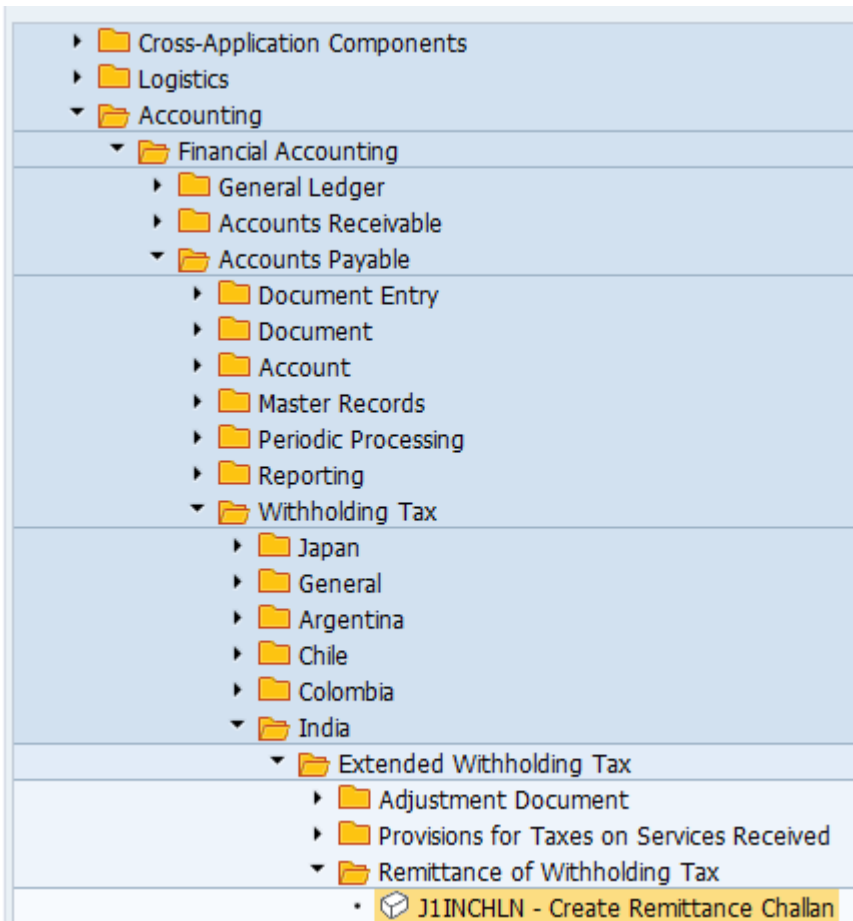 Cross-Application Components
Logistics
Accounting
Financial Accounting
General Ledger
Accounts Receivable
Accounts Payable
Document Entry
Document
Account
Master Records
Periodic Processing
Reporting
Withholding Tax
Japan
General
Argentina
Chile
Colombia
India
Extended Withholding Tax
Adjustment Document
Provisions for Taxes on Services Received
Remittance of Withholding Tax
J1INCHLN - Create Remittance Challan